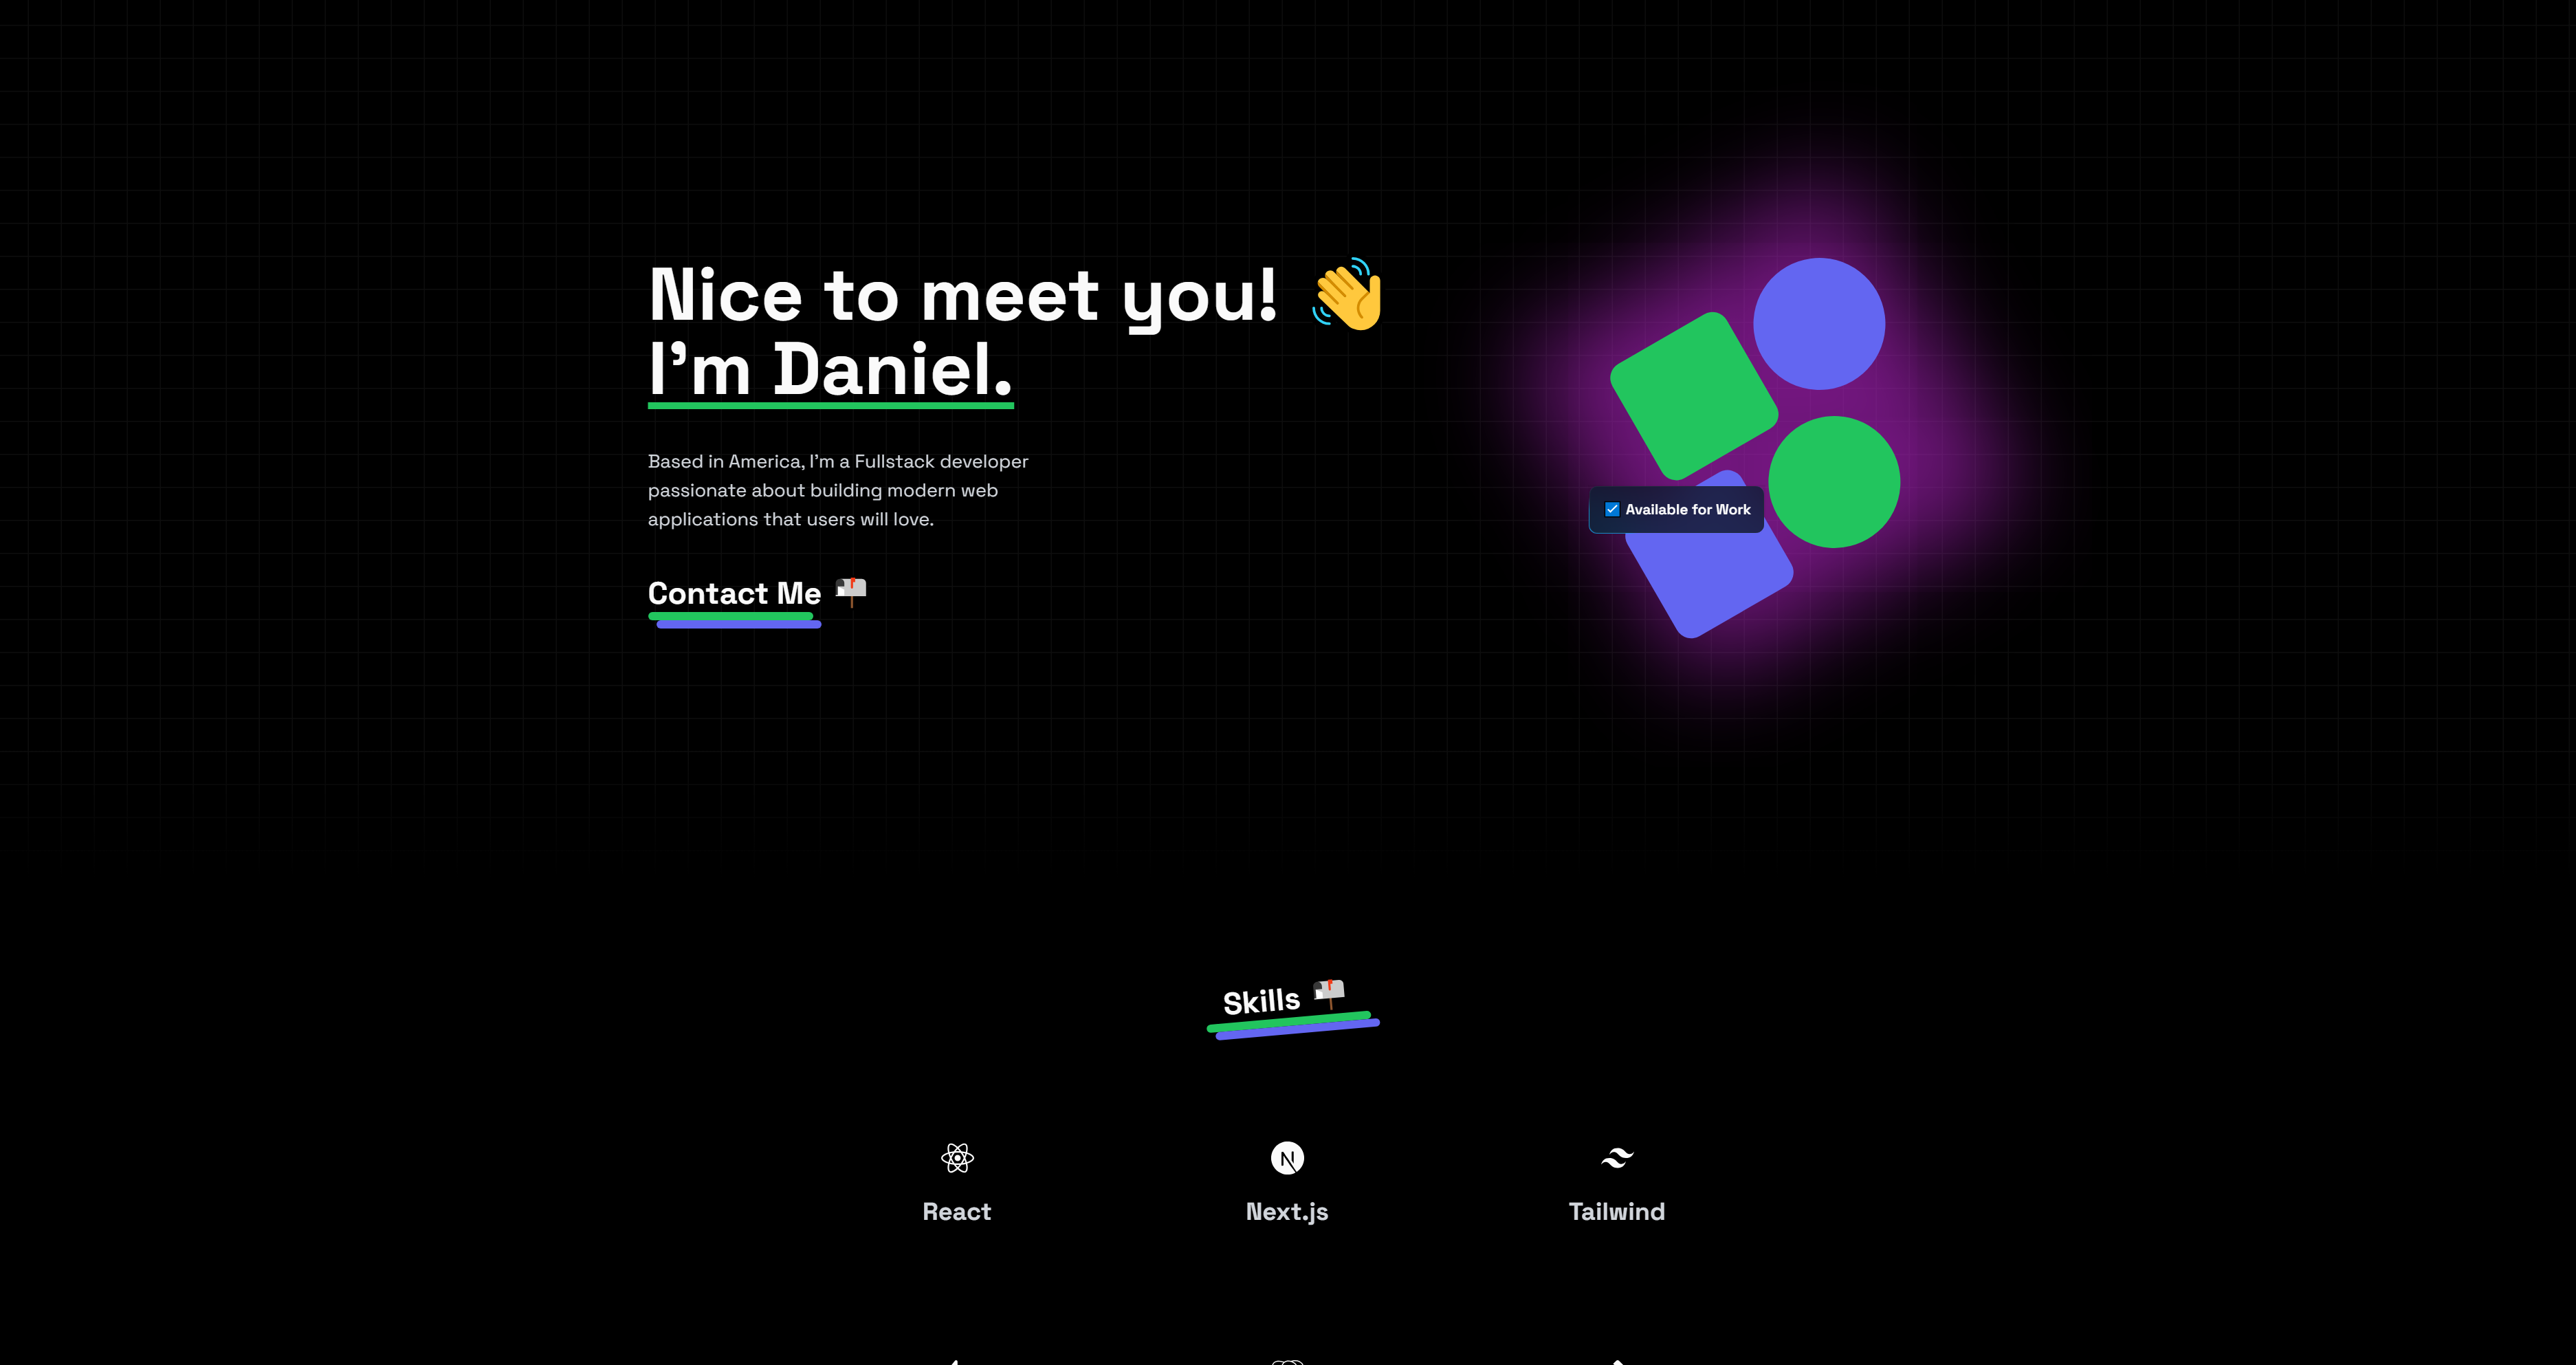 Nice to meet you! 👋
I'm Daniel.
Based in America, I'm a Fullstack developer
passionate about building modern web
applications that users will love.
Contact Me 📬
Available for Work
Skills 📬
React
Next.js
Tailwind